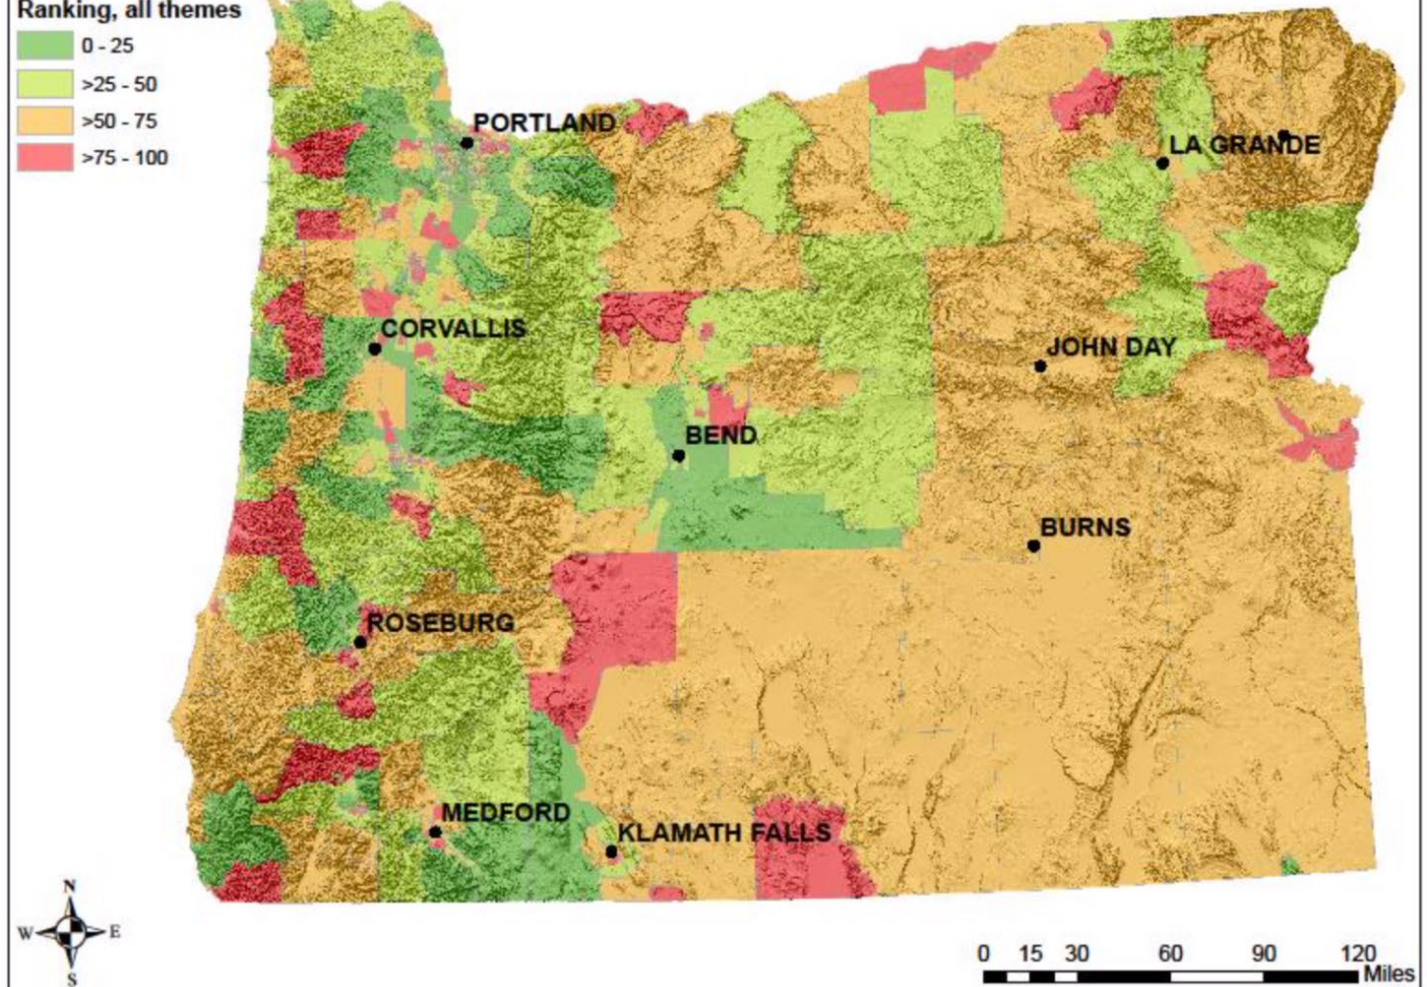 Ranking, all themes
0 - 25
>25 - 50
>50 - 75
>75 - 100
PORTLAND
LA GRANDE
CORVALLIS
JOHN DAY
BEND
BURNS
ROSEBURG
MEDFORD
KLAMATH FALLS
N
W E
S
0 15 30 60 90 120
Miles